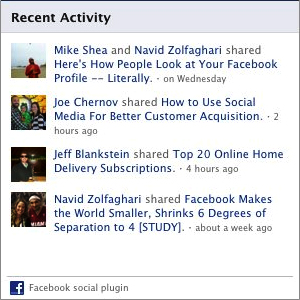 Recent Activity
Mike Shea and Navid Zolfaghari shared
Here's How People Look at Your Facebook
Profile -- Literally. · on Wednesday
Joe Chernov shared How to Use Social
Media For Better Customer Acquisition. · 2
hours ago
Jeff Blankstein shared Top 20 Online Home
Delivery Subscriptions. · 4 hours ago
Navid Zolfaghari shared Facebook Makes
the World Smaller, Shrinks 6 Degrees of
Separation to 4 [STUDY]. · about a week ago
Facebook social plugin